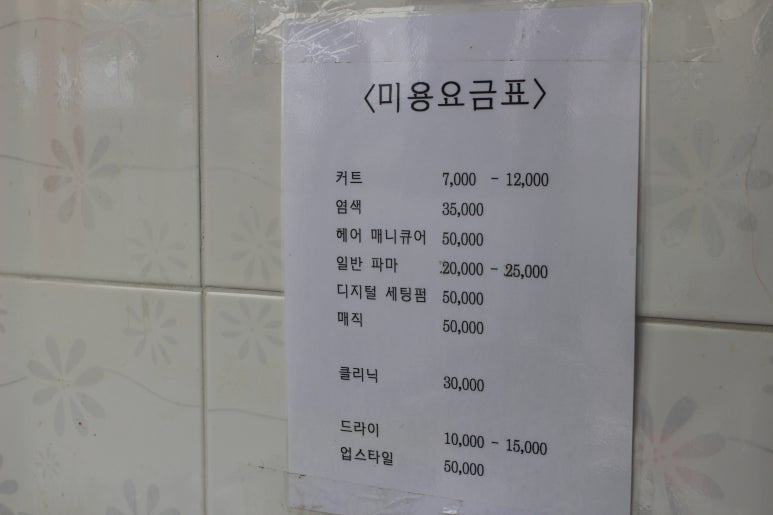 <미용요금표>
커트 7,000 - 12,000
염색 35,000
헤어 매니큐어 50,000
일반 파마 20,000 - 25,000
디지털 세팅펌 50,000
매직 50,000
클리닉 30,000
드라이 10,000 - 15,000
업스타일 50,000